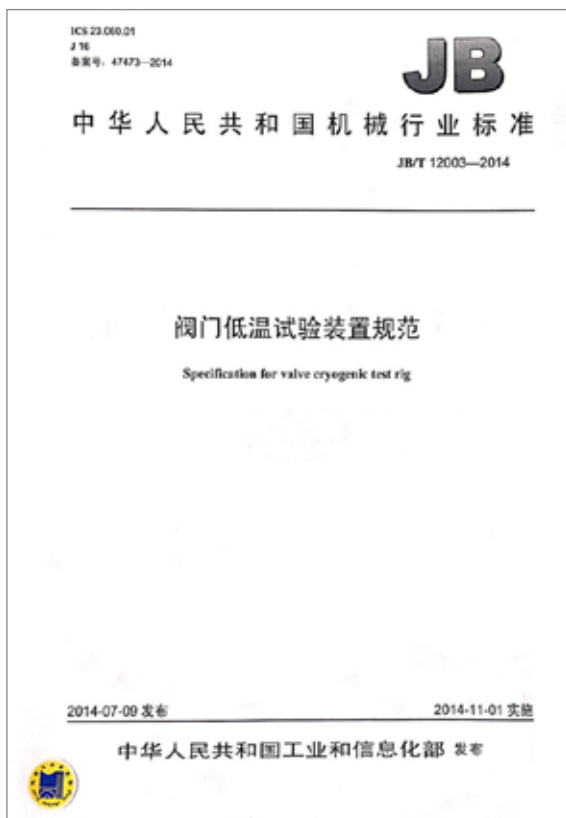 ICS 23.060.01
J 16
备案号：47473—2014
JB
中华人民共和国机械行业标准
JB/T 12003—2014
阀门低温试验装置规范
Specification for valve cryogenic test rig
2014-07-09 发布
2014-11-01 实施
中华人民共和国工业和信息化部 发布